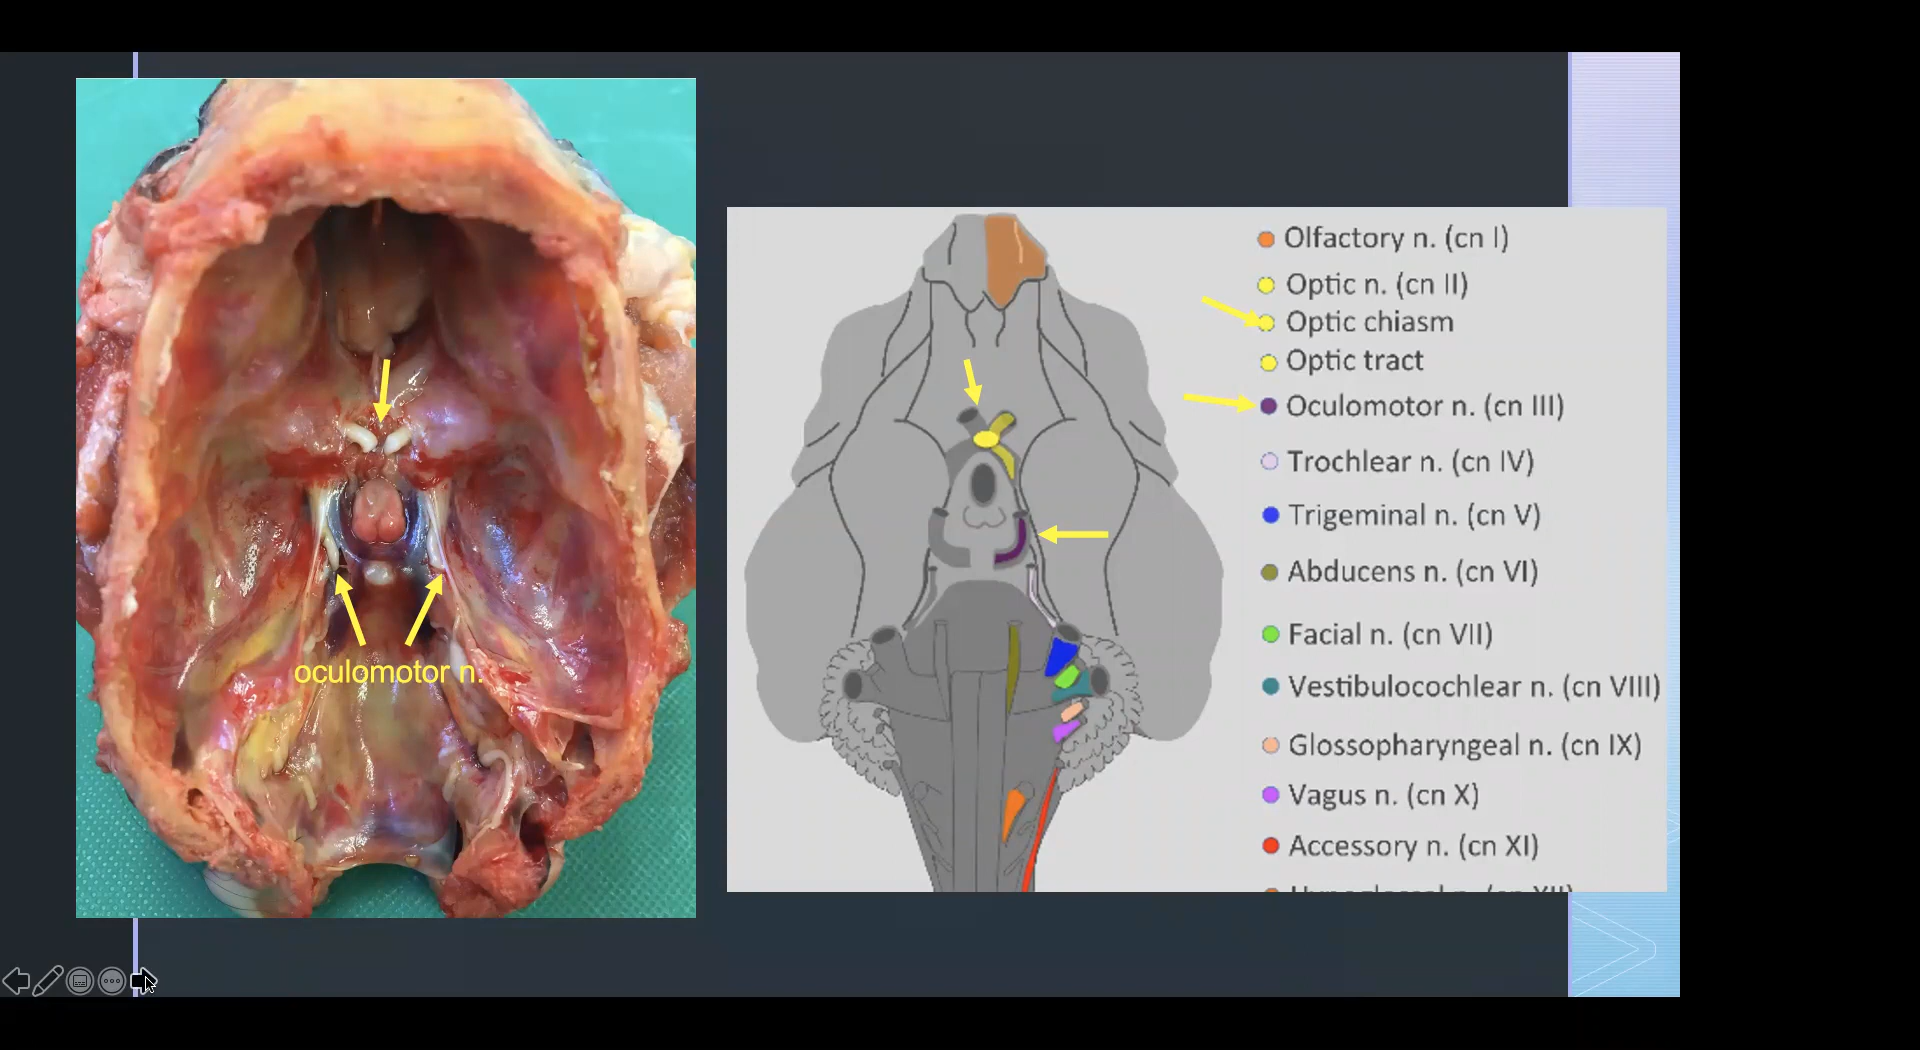 oculomotor n.
Olfactory n. (cn I)
Optic n. (cn II)
Optic chiasm
Optic tract
Oculomotor n. (cn III)
Trochlear n. (cn IV)
Trigeminal n. (cn V)
Abducens n. (cn VI)
Facial n. (cn VII)
Vestibulocochlear n. (cn VIII)
Glossopharyngeal n. (cn IX)
Vagus n. (cn X)
Accessory n. (cn XI)